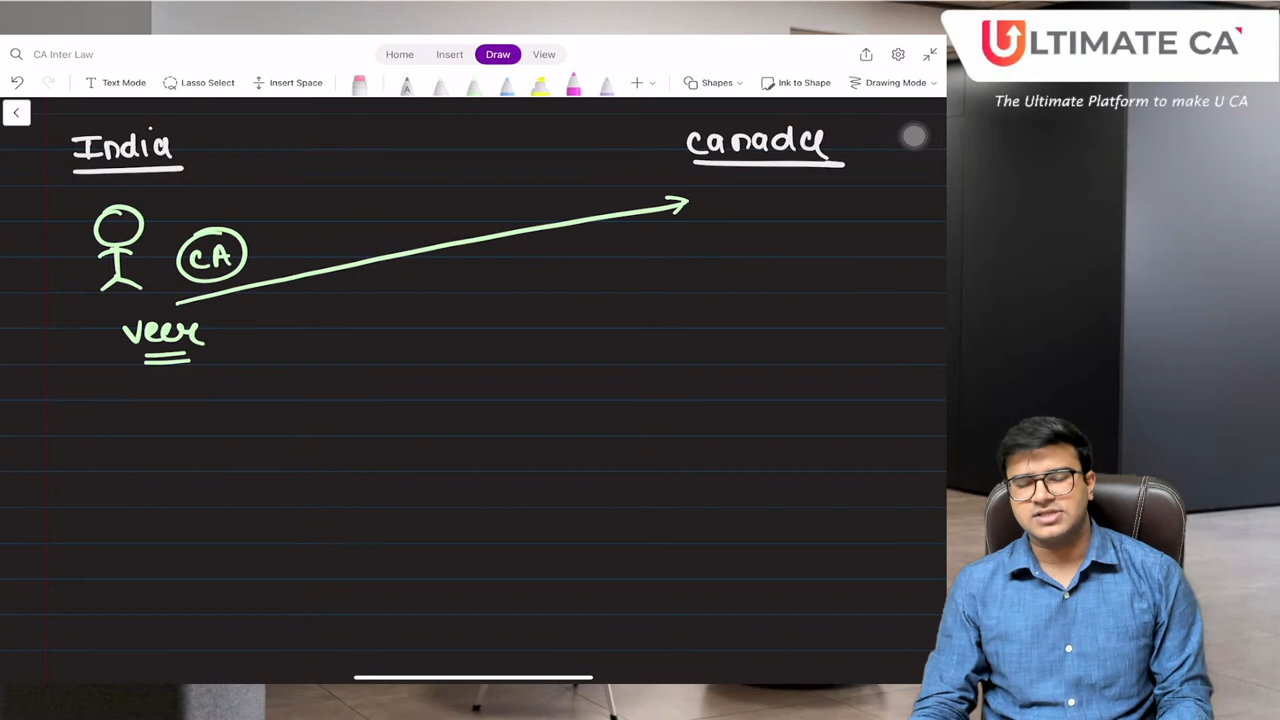 CA Inter Law
Home Insert Draw View
Text Mode Lasso Select Insert Space Shapes Ink to Shape Drawing Mode
ULTIMATE CA
The Ultimate Platform to make U CA
India
Canada
CA
Veer